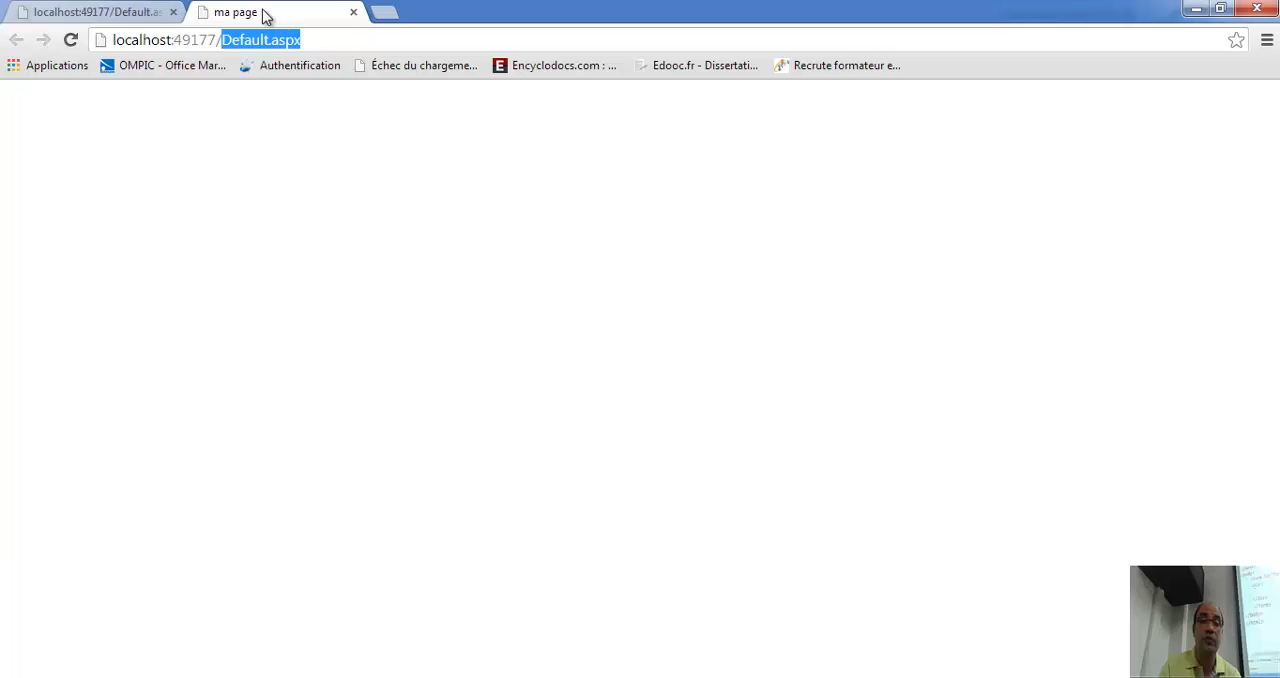 localhost:49177/Default.as
ma page
localhost:49177/Default.aspx
Applications OMPIC - Office Mar... Authentification Échec du chargeme... Encyclodocs.com : ... Edooc.fr - Dissertati... Recrute formateur e...